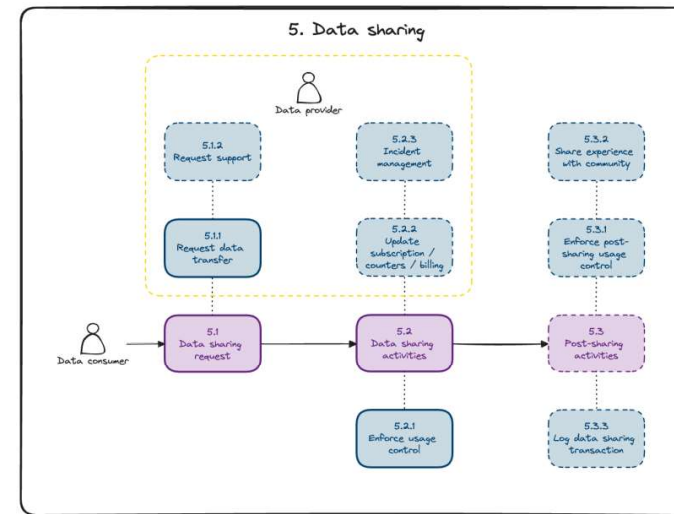 5. Data sharing
Data provider
5.1.2
Request support
5.2.3
Incident
management
5.3.2
Share experience
with community
5.1.1
Request data
transfer
5.2.2
Update
subscription /
counters / billing
5.3.1
Enforce post-
sharing usage
control
Data consumer
5.1
Data sharing
request
5.2
Data sharing
activities
5.3
Post-sharing
activities
5.2.1
Enforce usage
control
5.3.3
Log data sharing
transaction